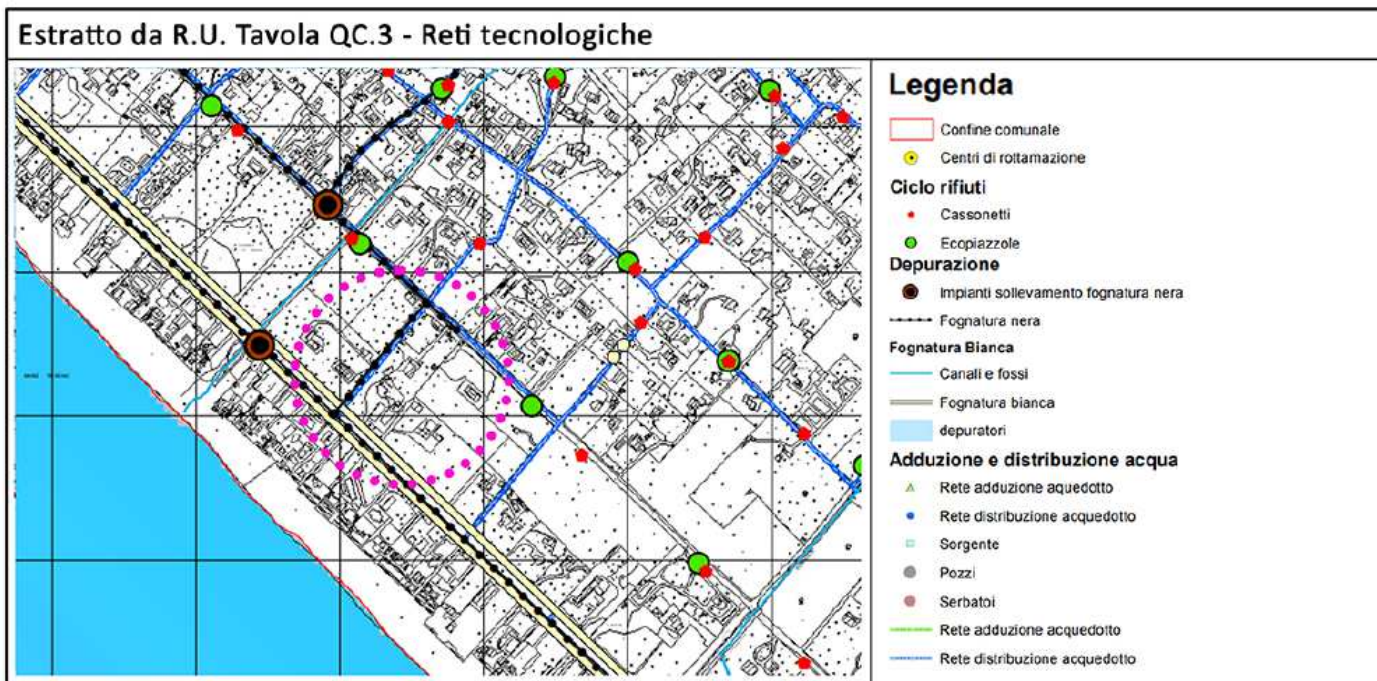 Estratto da R.U. Tavola QC.3 - Reti tecnologiche
Legenda
Confine comunale
Centri di rottamazione
Ciclo rifiuti
Cassonetti
Ecopiazzole
Depurazione
Impianti sollevamento fognatura nera
Fognatura nera
Fognatura Bianca
Canali e fossi
Fognatura bianca
depuratori
Adduzione e distribuzione acqua
Rete adduzione aquedotto
Rete distribuzione acquedotto
Sorgente
Pozzi
Serbatoi
Rete adduzione acquedotto
Rete distribuzione acquedotto